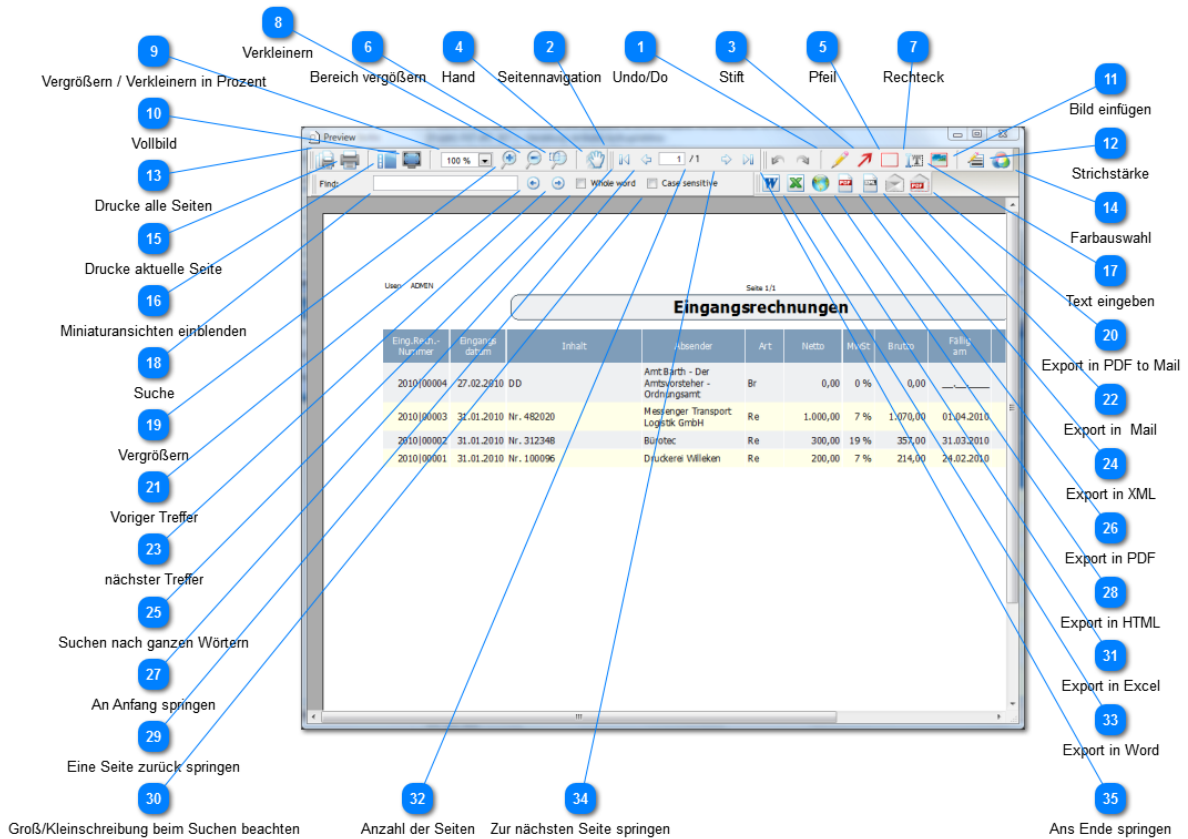 8
Verkleinern
6
Bereich vergößern
4
Hand
2
Seitennavigation
1
Undo/Do
3
Stift
5
Pfeil
7
Rechteck
9
Vergrößern / Verkleinern in Prozent
10
Vollbild
13
Drucke alle Seiten
15
Drucke aktuelle Seite
16
Miniaturansichten einblenden
18
Suche
19
Vergrößern
21
Voriger Treffer
23
nächster Treffer
25
Suchen nach ganzen Wörtern
27
An Anfang springen
29
Eine Seite zurück springen
30
Groß/Kleinschreibung beim Suchen beachten
11
Bild einfügen
12
Strichstärke
14
Farbauswahl
17
Text eingeben
20
Export in PDF to Mail
22
Export in Mail
24
Export in XML
26
Export in PDF
28
Export in HTML
31
Export in Excel
33
Export in Word
35
Ans Ende springen
32
Anzahl der Seiten
34
Zur nächsten Seite springen
Preview
100 % 1 /1
Find: Whole word Case sensitive
User: ADMIN Seite 1/1
Eingangsrechnungen
Eing.Rechn.-Nummer Eingangs datum Inhalt Absender Art Netto MwSt Brutto Fällig am
2010|00004 27.02.2010 DD Amt Barth - Der Amtsvorsteher - Ordnungsamt Br 0,00 0 % 0,00 __.__.____
2010|00003 31.01.2010 Nr. 482020 Messenger Transport Logistik GmbH Re 1.000,00 7 % 1.070,00 01.04.2010
2010|00002 31.01.2010 Nr. 312348 Bürotec Re 300,00 19 % 357,00 31.03.2010
2010|00001 31.01.2010 Nr. 100096 Druckerei Willeken Re 200,00 7 % 214,00 24.02.2010